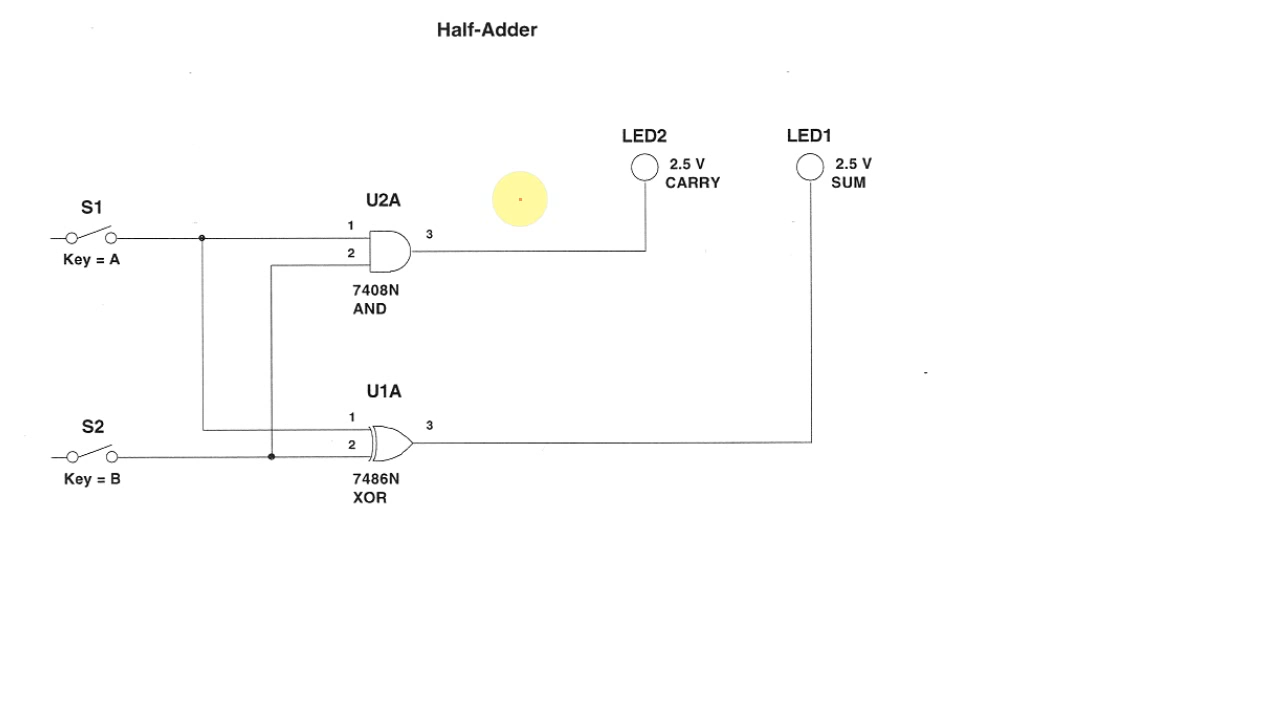 Half-Adder
LED2
LED1
2.5 V
CARRY
2.5 V
SUM
S1
Key = A
U2A
1
2
3
7408N
AND
S2
Key = B
U1A
1
2
3
7486N
XOR